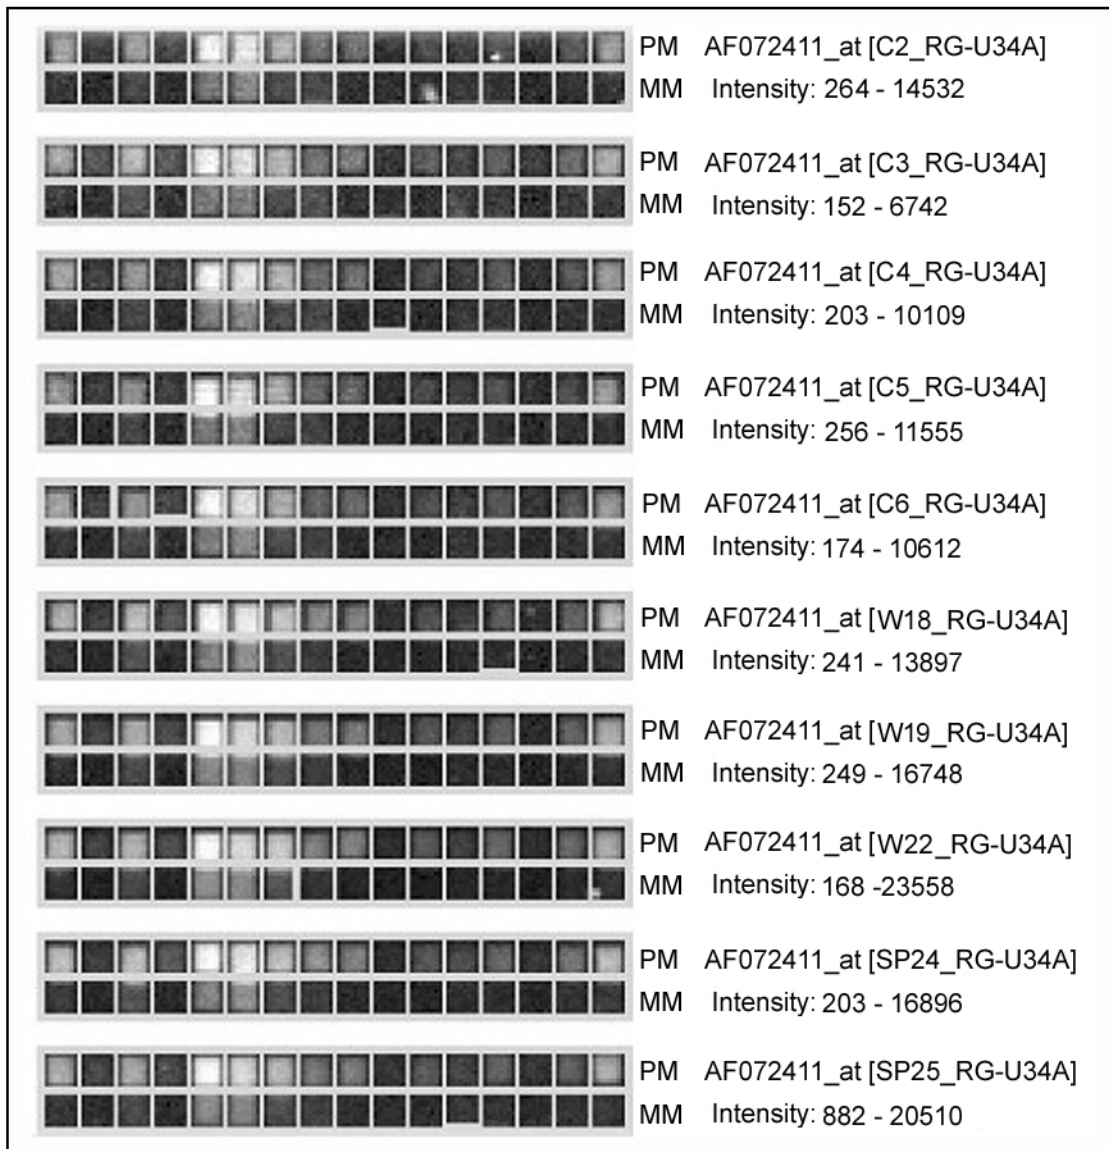 PM AF072411_at [C2_RG-U34A]
MM Intensity: 264 - 14532
PM AF072411_at [C3_RG-U34A]
MM Intensity: 152 - 6742
PM AF072411_at [C4_RG-U34A]
MM Intensity: 203 - 10109
PM AF072411_at [C5_RG-U34A]
MM Intensity: 256 - 11555
PM AF072411_at [C6_RG-U34A]
MM Intensity: 174 - 10612
PM AF072411_at [W18_RG-U34A]
MM Intensity: 241 - 13897
PM AF072411_at [W19_RG-U34A]
MM Intensity: 249 - 16748
PM AF072411_at [W22_RG-U34A]
MM Intensity: 168 -23558
PM AF072411_at [SP24_RG-U34A]
MM Intensity: 203 - 16896
PM AF072411_at [SP25_RG-U34A]
MM Intensity: 882 - 20510